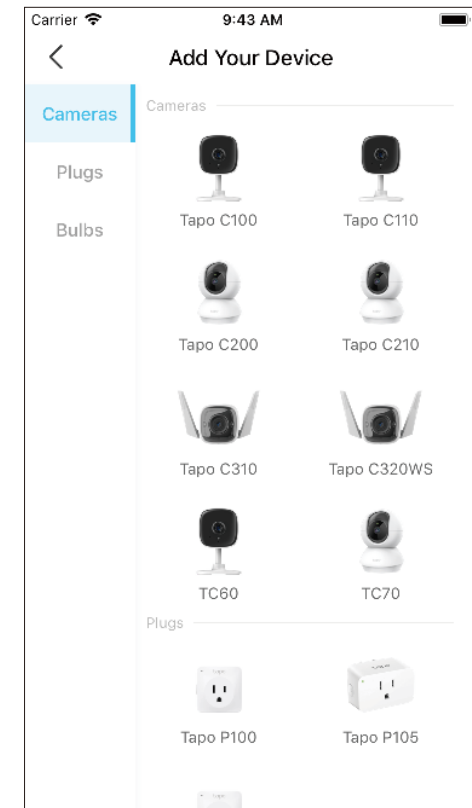 Carrier 9:43 AM
Add Your Device
Cameras
Plugs
Bulbs
Cameras
Tapo C100 Tapo C110
Tapo C200 Tapo C210
Tapo C310 Tapo C320WS
TC60 TC70
Plugs
Tapo P100 Tapo P105